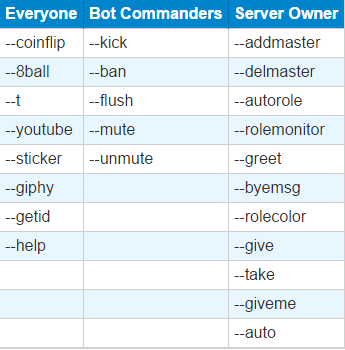 Everyone Bot Commanders Server Owner
--coinflip --kick --addmaster
--8ball --ban --delmaster
--t --flush --autorole
--youtube --mute --rolemonitor
--sticker --unmute --greet
--giphy --byemsg
--getid --rolecolor
--help --give
--take
--giveme
--auto